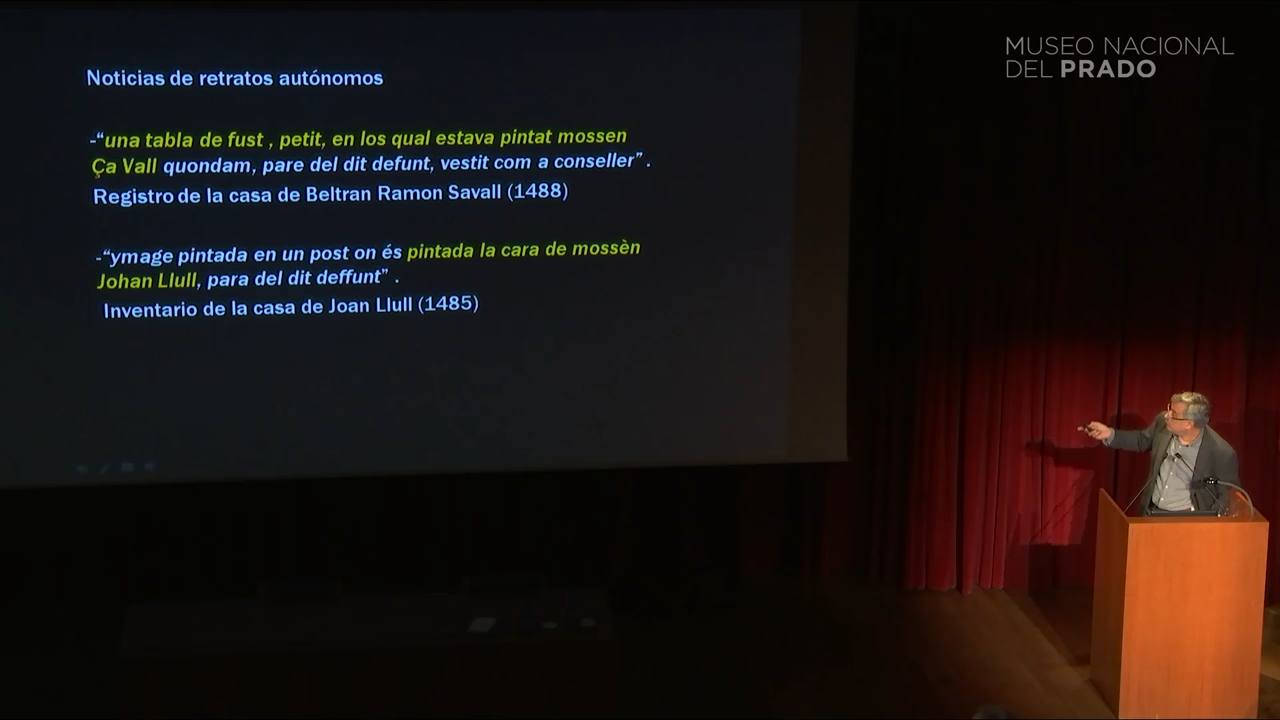 MUSEO NACIONAL
DEL PRADO
Noticias de retratos autónomos
-“una tabla de fust , petit, en los qual estava pintat mossen
Ça Vall quondam, pare del dit defunt, vestit com a conseller” .
Registro de la casa de Beltran Ramon Savall (1488)
-“ymage pintada en un post on és pintada la cara de mossèn
Johan Llull, para del dit deffunt” .
Inventario de la casa de Joan Llull (1485)